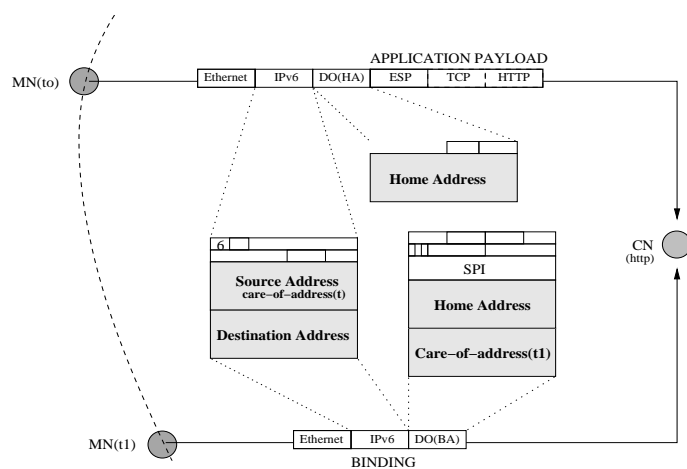 APPLICATION PAYLOAD
MN(to)
Ethernet IPv6 DO(HA) ESP TCP HTTP
Home Address
6
Source Address
care-of-address(t)
Destination Address
SPI
Home Address
Care-of-address(t1)
CN
(http)
MN(t1)
Ethernet IPv6 DO(BA)
BINDING